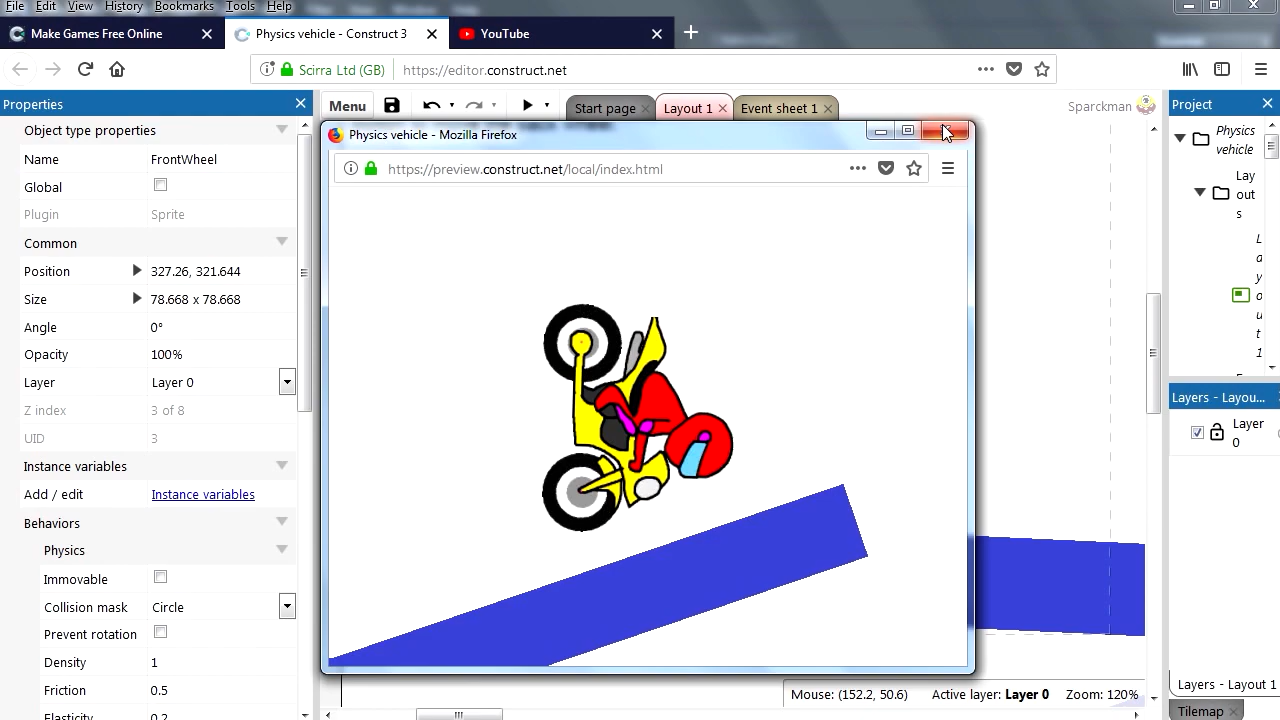 File Edit View History Bookmarks Tools Help
Make Games Free Online
Physics vehicle - Construct 3
YouTube
Scirra Ltd (GB) https://editor.construct.net
Properties
Menu
Start page
Layout 1
Event sheet 1
Sparckman
Project
Object type properties
Name FrontWheel
Global
Plugin Sprite
Common
Position 327.26, 321.644
Size 78.668 x 78.668
Angle 0°
Opacity 100%
Layer Layer 0
Z index 3 of 8
UID 3
Instance variables
Add / edit Instance variables
Behaviors
Physics
Immovable
Collision mask Circle
Prevent rotation
Density 1
Friction 0.5
Elasticity 0.2
Physics vehicle - Mozilla Firefox
https://preview.construct.net/local/index.html
Mouse: (152.2, 50.6) Active layer: Layer 0 Zoom: 120%
Physics
vehicle
Lay
out
s
L
a
y
o
u
t
1
Layers - Layou...
Layer
0
Layers - Layout 1
Tilemap